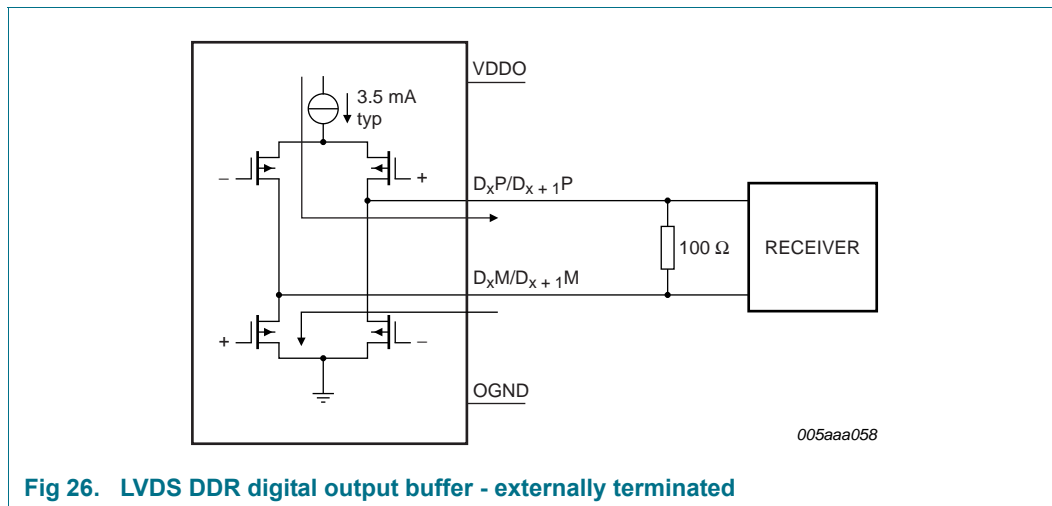 VDDO
3.5 mA
typ
– +
DxP/Dx + 1P
100 Ω
RECEIVER
DxM/Dx + 1M
+ –
OGND
005aaa058
Fig 26. LVDS DDR digital output buffer - externally terminated